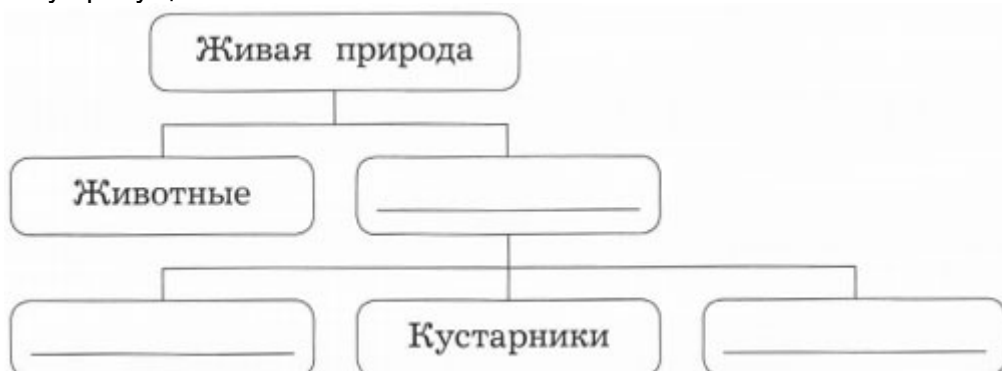 Живая природа
Животные
Кустарники